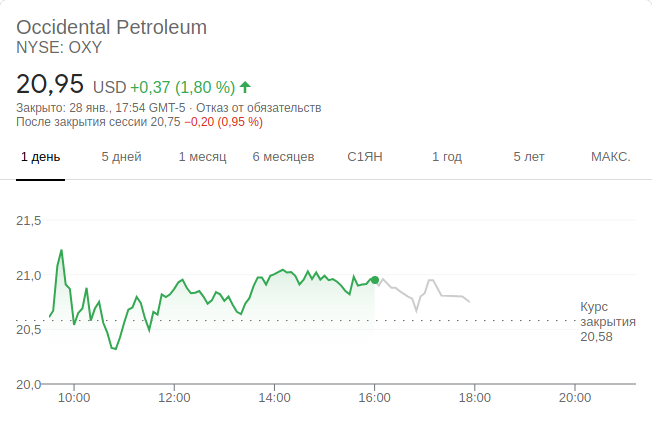 Occidental Petroleum
NYSE: OXY
20,95 USD +0,37 (1,80 %)
Закрыто: 28 янв., 17:54 GMT-5 · Отказ от обязательств
После закрытия сессии 20,75 −0,20 (0,95 %)
1 день 5 дней 1 месяц 6 месяцев С1ЯН 1 год 5 лет МАКС.
21,5
21,0
20,5
20,0
Курс
закрытия
20,58
10:00 12:00 14:00 16:00 18:00 20:00